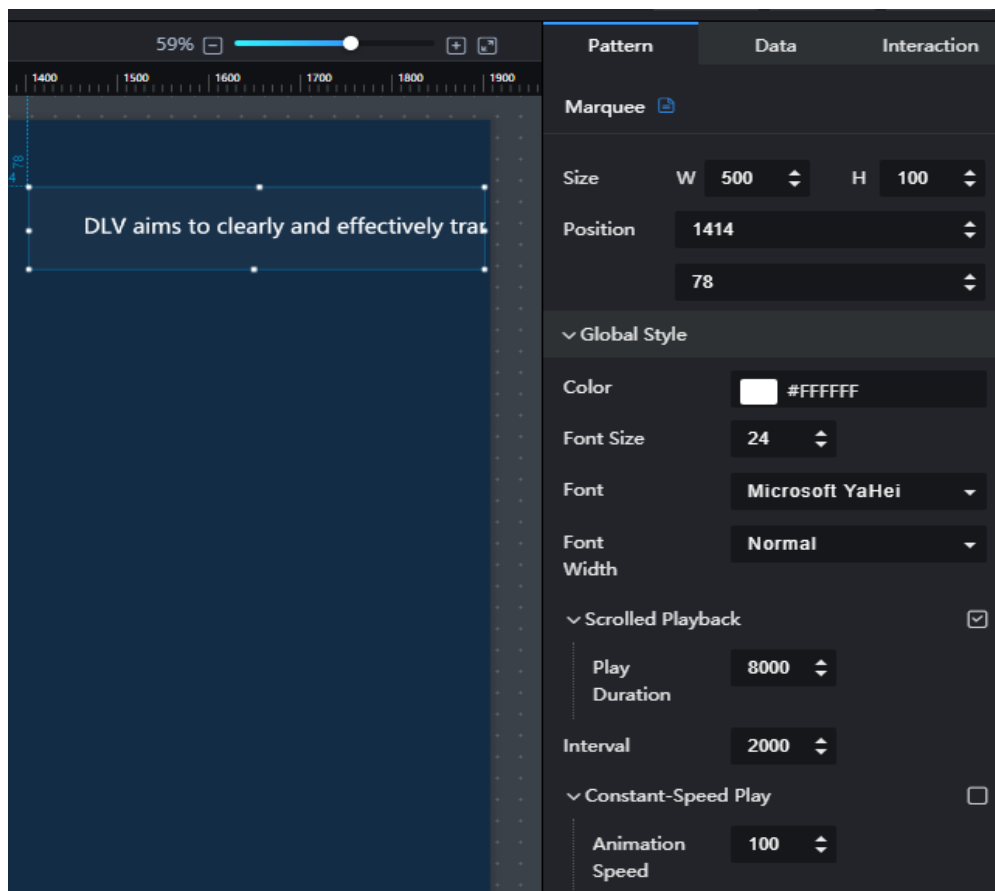 59%
Pattern Data Interaction
1400 1500 1600 1700 1800 1900
Marquee
78
4
Size W 500 H 100
DLV aims to clearly and effectively
Position 1414
78
Global Style
Color #FFFFFF
Font Size 24
Font Microsoft YaHei
Font Width Normal
Scrolled Playback
Play Duration 8000
Interval 2000
Constant-Speed Play
Animation Speed 100